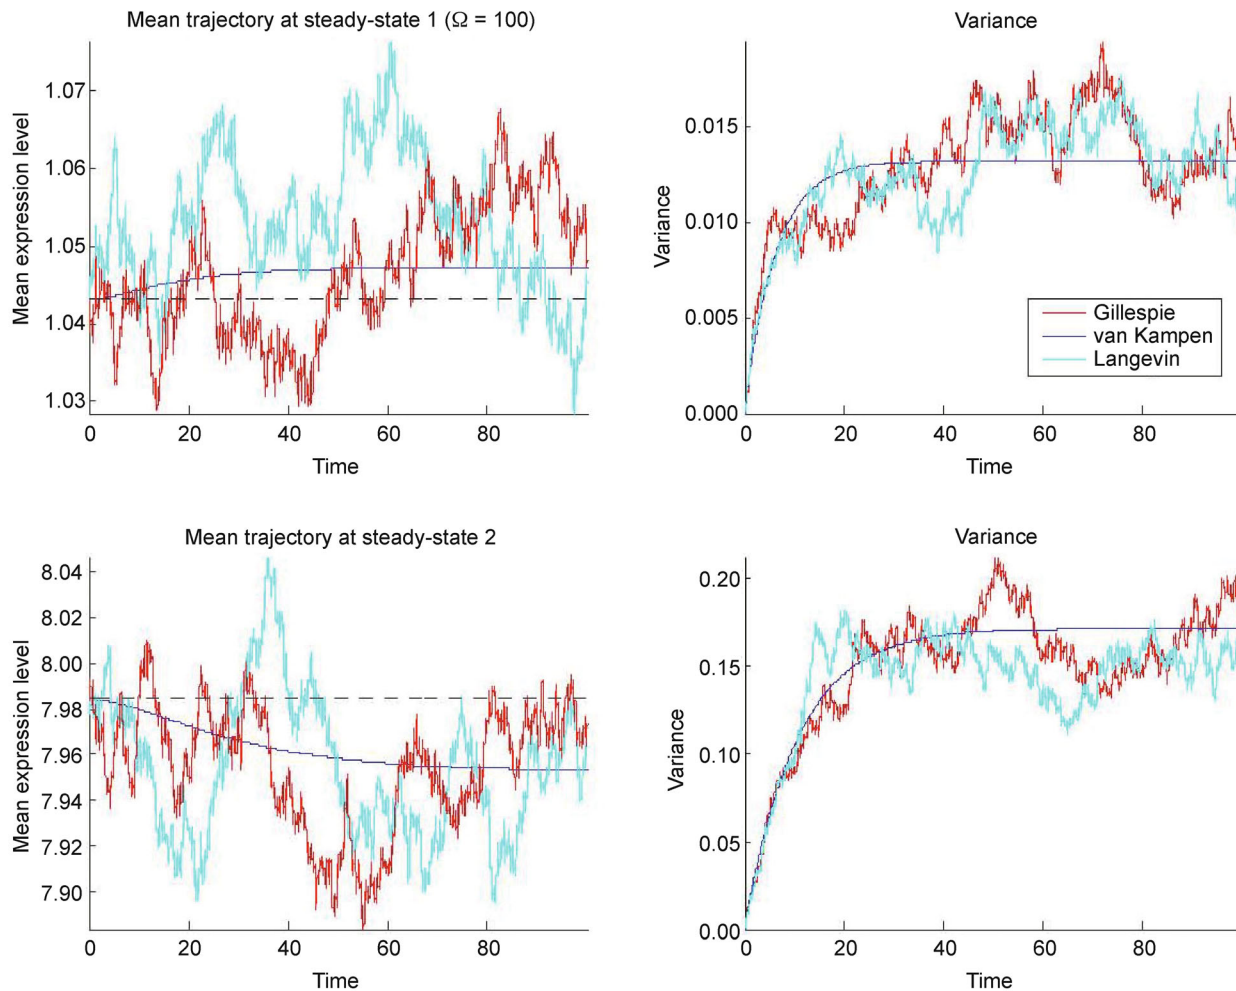 Mean trajectory at steady-state 1 (Ω = 100)
Mean expression level
1.07
1.06
1.05
1.04
1.03
0 20 40 60 80
Time
Variance
Variance
0.015
0.010
0.005
0.000
0 20 40 60 80
Time
Gillespie
van Kampen
Langevin
Mean trajectory at steady-state 2
Mean expression level
8.04
8.02
8.00
7.98
7.96
7.94
7.92
7.90
0 20 40 60 80
Time
Variance
Variance
0.20
0.15
0.10
0.05
0.00
0 20 40 60 80
Time